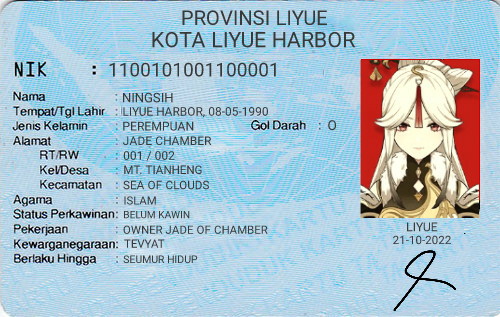 PROVINSI LIYUE
KOTA LIYUE HARBOR
NIK : 1100101001100001
Nama : NINGSIH
Tempat/Tgl Lahir : LIYUE HARBOR, 08-05-1990
Jenis Kelamin : PEREMPUAN Gol Darah : O
Alamat : JADE CHAMBER
RT/RW : 001 / 002
Kel/Desa : MT. TIANHENG
Kecamatan : SEA OF CLOUDS
Agama : ISLAM
Status Perkawinan: BELUM KAWIN
Pekerjaan : OWNER JADE OF CHAMBER
Kewarganegaraan: TEVYAT
Berlaku Hingga : SEUMUR HIDUP
LIYUE
21-10-2022